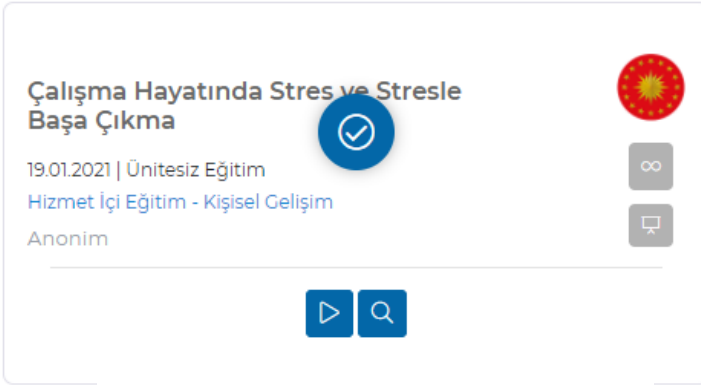 Çalışma Hayatında Stres ve Stresle
Başa Çıkma
19.01.2021 | Ünitesiz Eğitim
Hizmet İçi Eğitim - Kişisel Gelişim
Anonim